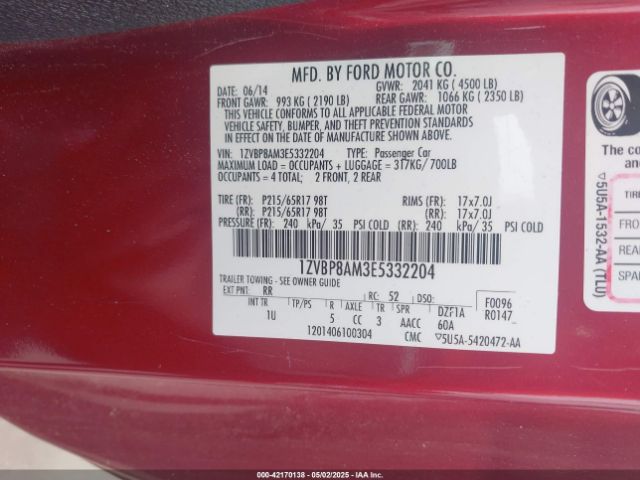 MFD. BY FORD MOTOR CO.
DATE: 06/14 GVWR: 2041 KG ( 4500 LB)
FRONT GAWR: 993 KG ( 2190 LB) REAR GAWR: 1066 KG ( 2350 LB)
THIS VEHICLE CONFORMS TO ALL APPLICABLE FEDERAL MOTOR
VEHICLE SAFETY, BUMPER, AND THEFT PREVENTION STANDARDS
IN EFFECT ON THE DATE OF MANUFACTURE SHOWN ABOVE.
VIN: 1ZVBP8AM3E5332204 TYPE: Passenger Car
MAXIMUM LOAD = OCCUPANTS + LUGGAGE = 317KG/700LB
OCCUPANTS = 4 TOTAL; 2 FRONT, 2 REAR
TIRE (FR): P215/65R17 98T RIMS (FR): 17x7.0J
(RR): P215/65R17 98T (RR): 17x7.0J
PRESSURE (FR): 240 kPa/ 35 PSI COLD (RR): 240 kPa/ 35 PSI COLD
1ZVBP8AM3E5332204
TRAILER TOWING - SEE OWNER GUIDE
EXT PNT: RR RC: 52 DSO: F0096
INT TR TP/PS R AXLE TR SPR R0147
1U 5 CC 3 AACC DZF1A 60A
1201406100304 CMC ▽5U5A-5420472-AA
The co
and
▽5U5A-1532-AA (TLU)
TIRE
FRO
REA
SPA
000-42170138 - 05/02/2025 - IAAI.COM